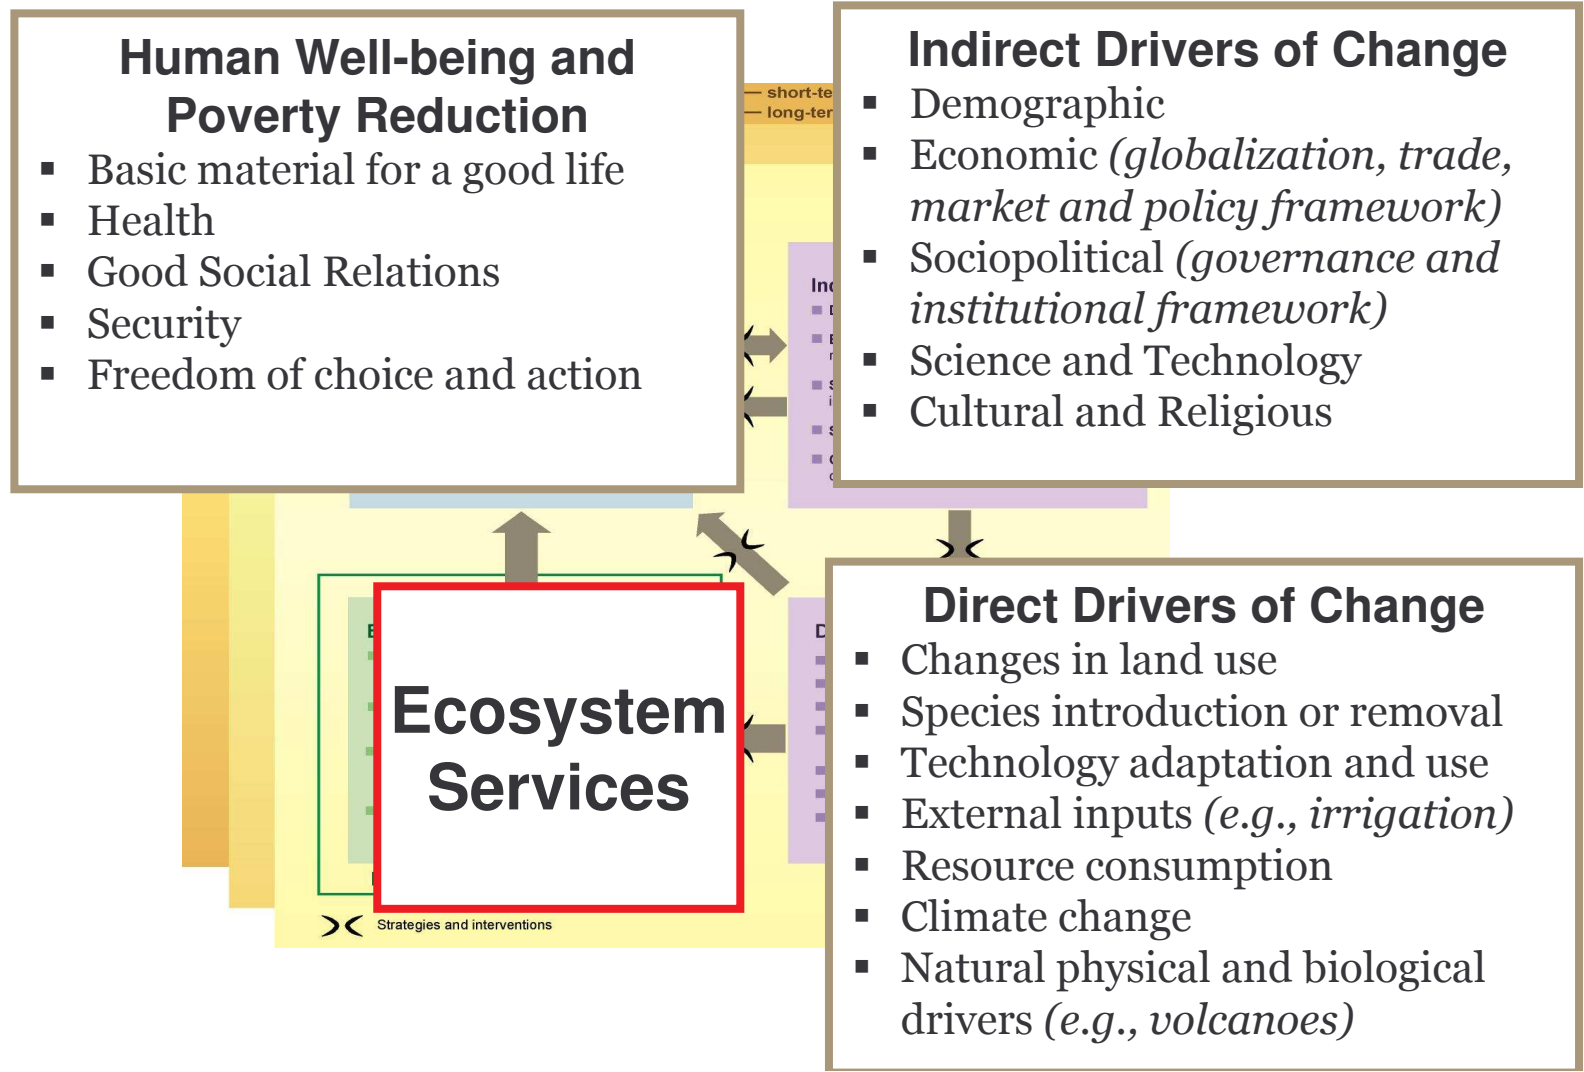 Human Well-being and
Poverty Reduction
▪ Basic material for a good life
▪ Health
▪ Good Social Relations
▪ Security
▪ Freedom of choice and action
Indirect Drivers of Change
▪ Demographic
▪ Economic (globalization, trade,
market and policy framework)
▪ Sociopolitical (governance and
institutional framework)
▪ Science and Technology
▪ Cultural and Religious
Ecosystem
Services
Direct Drivers of Change
▪ Changes in land use
▪ Species introduction or removal
▪ Technology adaptation and use
▪ External inputs (e.g., irrigation)
▪ Resource consumption
▪ Climate change
▪ Natural physical and biological
drivers (e.g., volcanoes)
Strategies and interventions